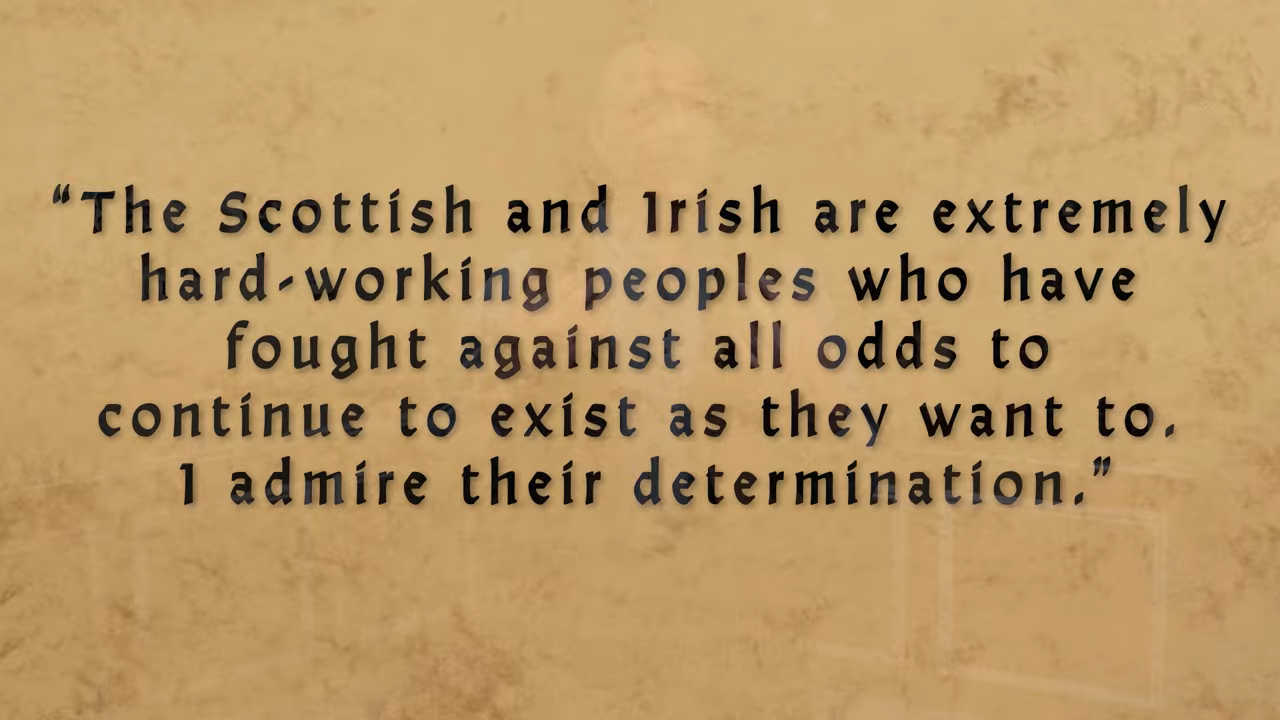 “The Scottish and Irish are extremely
hard-working peoples who have
fought against all odds to
continue to exist as they want to.
I admire their determination.”